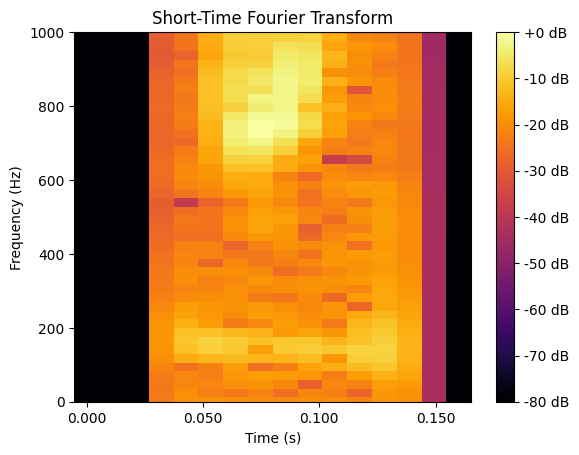 Short-Time Fourier Transform
1000
800
600
400
200
0
Frequency (Hz)
0.000
0.050
0.100
0.150
Time (s)
+0 dB
-10 dB
-20 dB
-30 dB
-40 dB
-50 dB
-60 dB
-70 dB
-80 dB